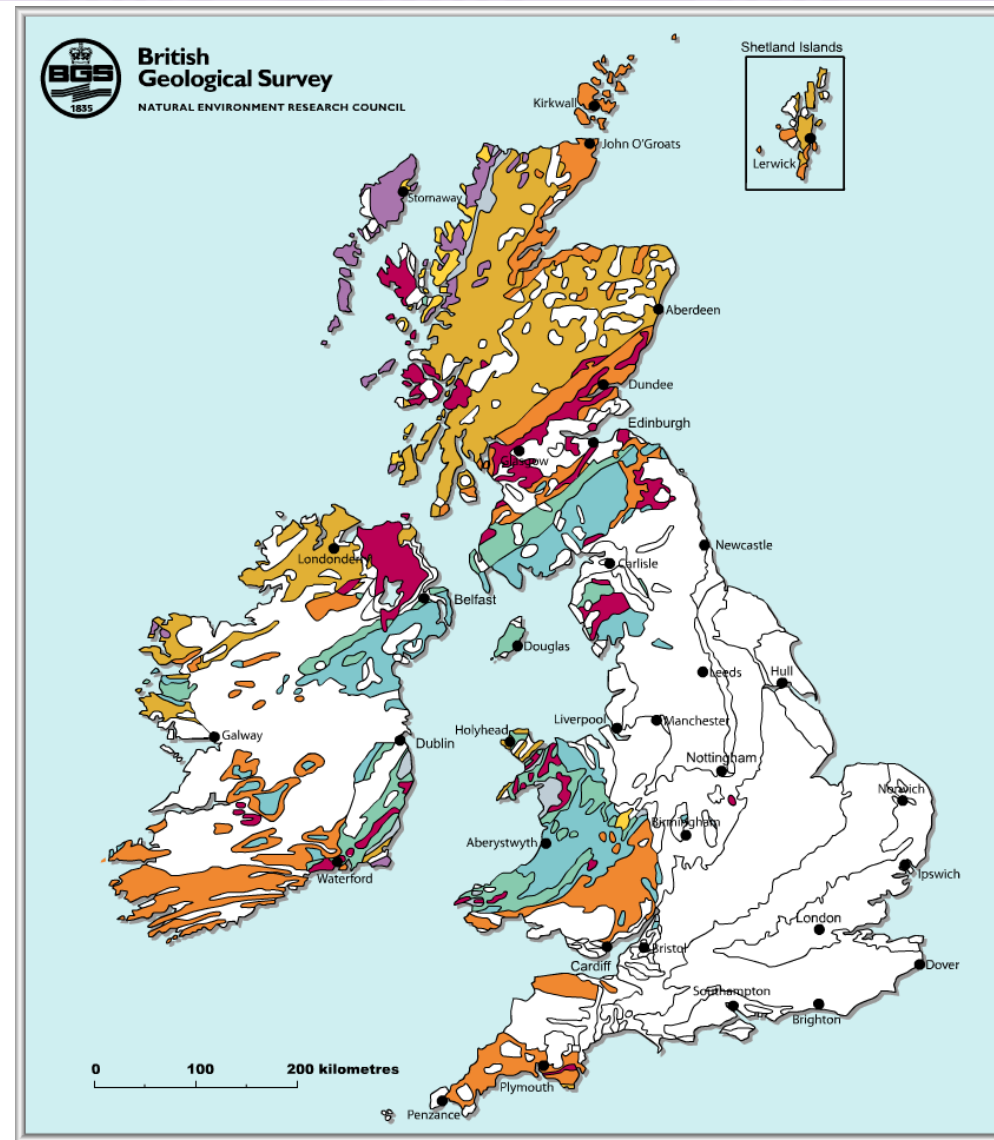 British
Geological Survey
NATURAL ENVIRONMENT RESEARCH COUNCIL
BGS
1835
Shetland Islands
Lerwick
Kirkwall
John O'Groats
Stornaway
Aberdeen
Dundee
Edinburgh
Glasgow
Londonderry
Newcastle
Carlisle
Belfast
Douglas
Leeds
Hull
Liverpool
Manchester
Galway
Dublin
Holyhead
Nottingham
Norwich
Birmingham
Aberystwyth
Ipswich
Waterford
London
Bristol
Cardiff
Dover
Southampton
Brighton
0 100 200 kilometres
Plymouth
Penzance